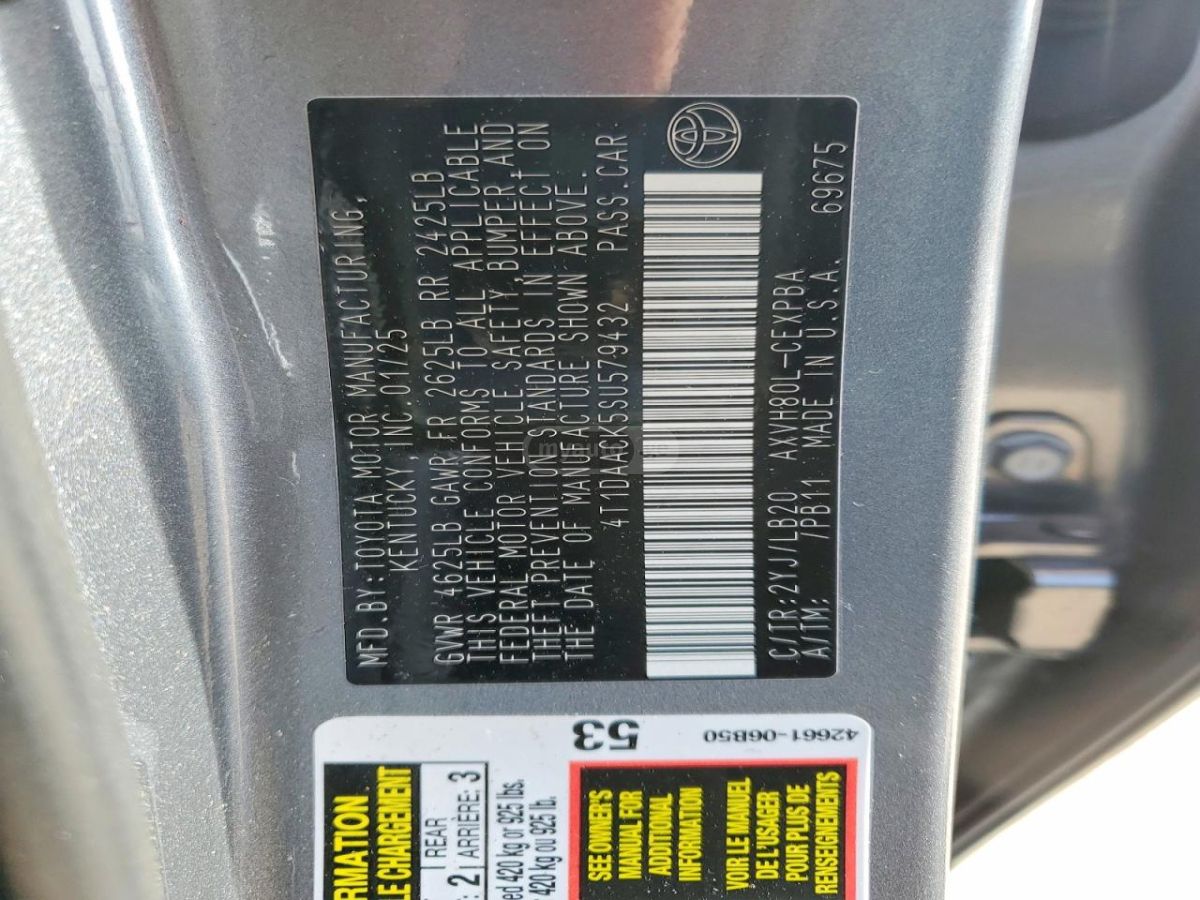 MFD.BY:TOYOTA MOTOR MANUFACTURING,
KENTUCKY,INC.01/25
GVWR 4625LB GAWR FR 2625LB RR 2425LB
THIS VEHICLE CONFORMS TO ALL APPLICABLE
FEDERAL MOTOR VEHICLE SAFETY,BUMPER,AND
THEFT PREVENTION STANDARDS IN EFFECT ON
THE DATE OF MANUFACTURE SHOWN ABOVE.
4T1DAACK5SU579432 PASS.CAR
C/TR:2YJ/LB20 AXVH80L-CEXPBA
A/TM: /PB11 MADE IN U.S.A. 69675
53
42661-06B50
RMATION
LE CHARGEMENT
REAR 3
2 ARRIÈRE: 3
420 kg or 925 lbs.
420 kg ou 925 lb.
SEE OWNER'S
MANUAL FOR
ADDITIONAL
INFORMATION
VOIR LE MANUEL
DE L'USAGER
POUR PLUS DE
RENSEIGNEMENTS